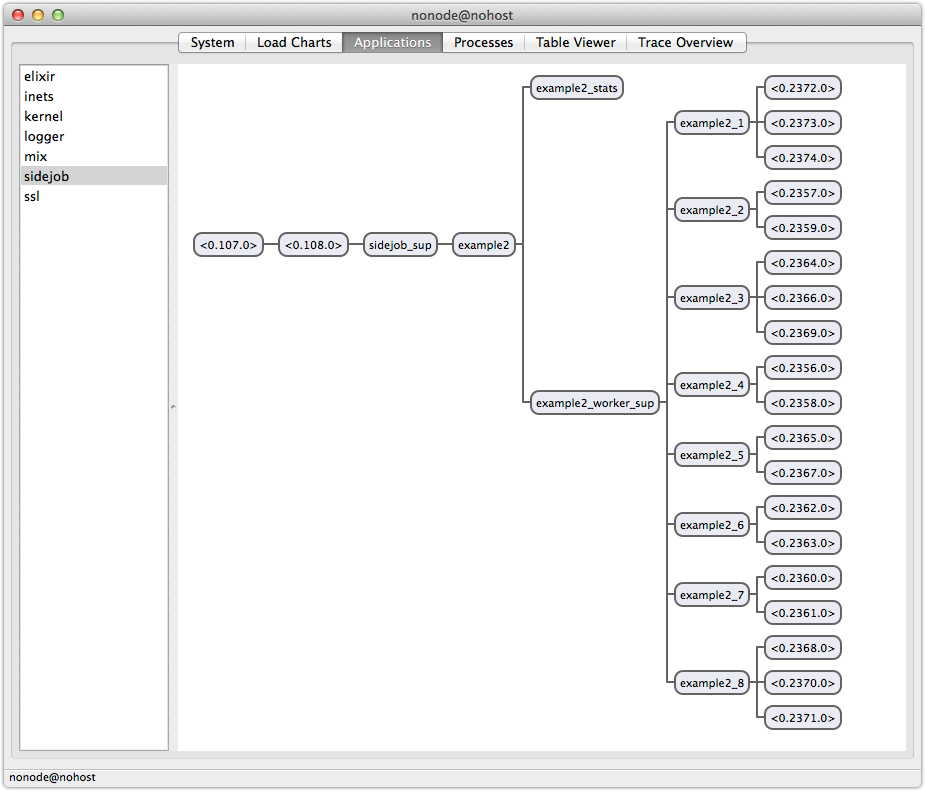 nonode@nohost
System Load Charts Applications Processes Table Viewer Trace Overview
elixir
inets
kernel
logger
mix
sidejob
ssl
<0.107.0>
<0.108.0>
sidejob_sup
example2
example2_stats
example2_worker_sup
example2_1
<0.2372.0>
<0.2373.0>
<0.2374.0>
example2_2
<0.2357.0>
<0.2359.0>
example2_3
<0.2364.0>
<0.2366.0>
<0.2369.0>
example2_4
<0.2356.0>
<0.2358.0>
example2_5
<0.2365.0>
<0.2367.0>
example2_6
<0.2362.0>
<0.2363.0>
example2_7
<0.2360.0>
<0.2361.0>
example2_8
<0.2368.0>
<0.2370.0>
<0.2371.0>
nonode@nohost